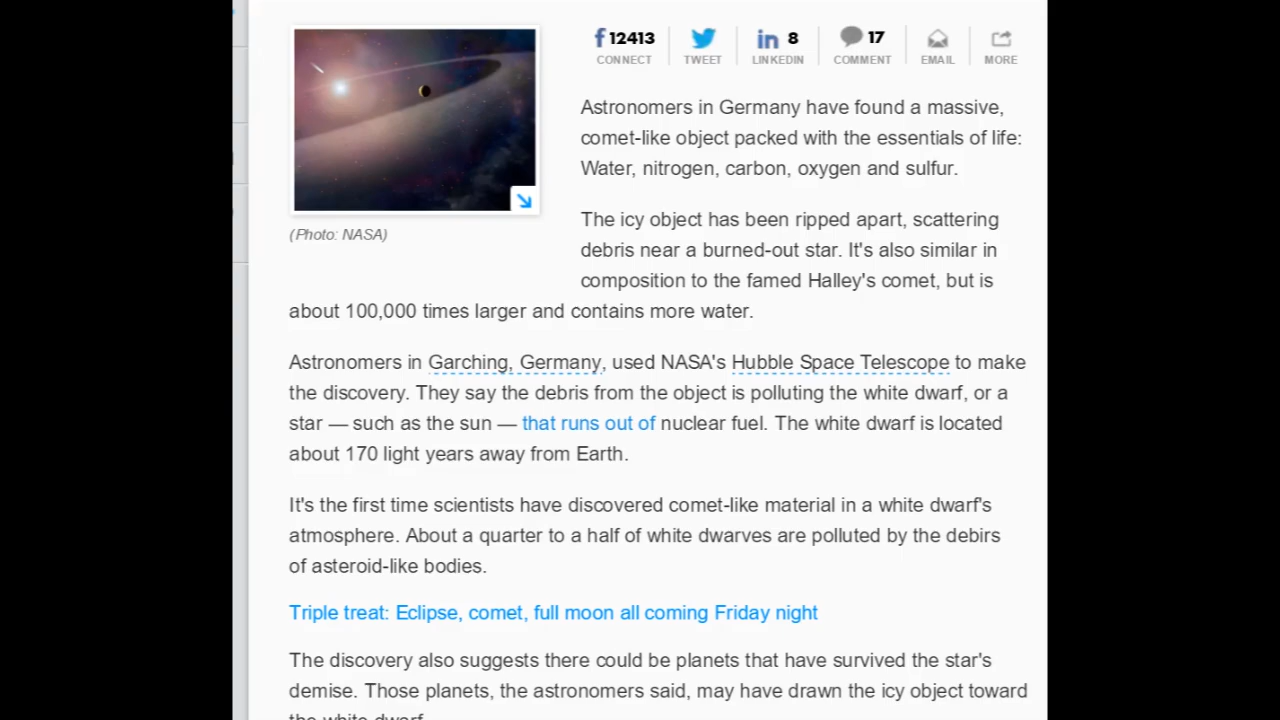 12413 8 17
CONNECT TWEET LINKEDIN COMMENT EMAIL MORE
Astronomers in Germany have found a massive,
comet-like object packed with the essentials of life:
Water, nitrogen, carbon, oxygen and sulfur.
(Photo: NASA)
The icy object has been ripped apart, scattering
debris near a burned-out star. It's also similar in
composition to the famed Halley's comet, but is
about 100,000 times larger and contains more water.
Astronomers in Garching, Germany, used NASA's Hubble Space Telescope to make
the discovery. They say the debris from the object is polluting the white dwarf, or a
star — such as the sun — that runs out of nuclear fuel. The white dwarf is located
about 170 light years away from Earth.
It's the first time scientists have discovered comet-like material in a white dwarf's
atmosphere. About a quarter to a half of white dwarves are polluted by the debirs
of asteroid-like bodies.
Triple treat: Eclipse, comet, full moon all coming Friday night
The discovery also suggests there could be planets that have survived the star's
demise. Those planets, the astronomers said, may have drawn the icy object toward
the white dwarf.